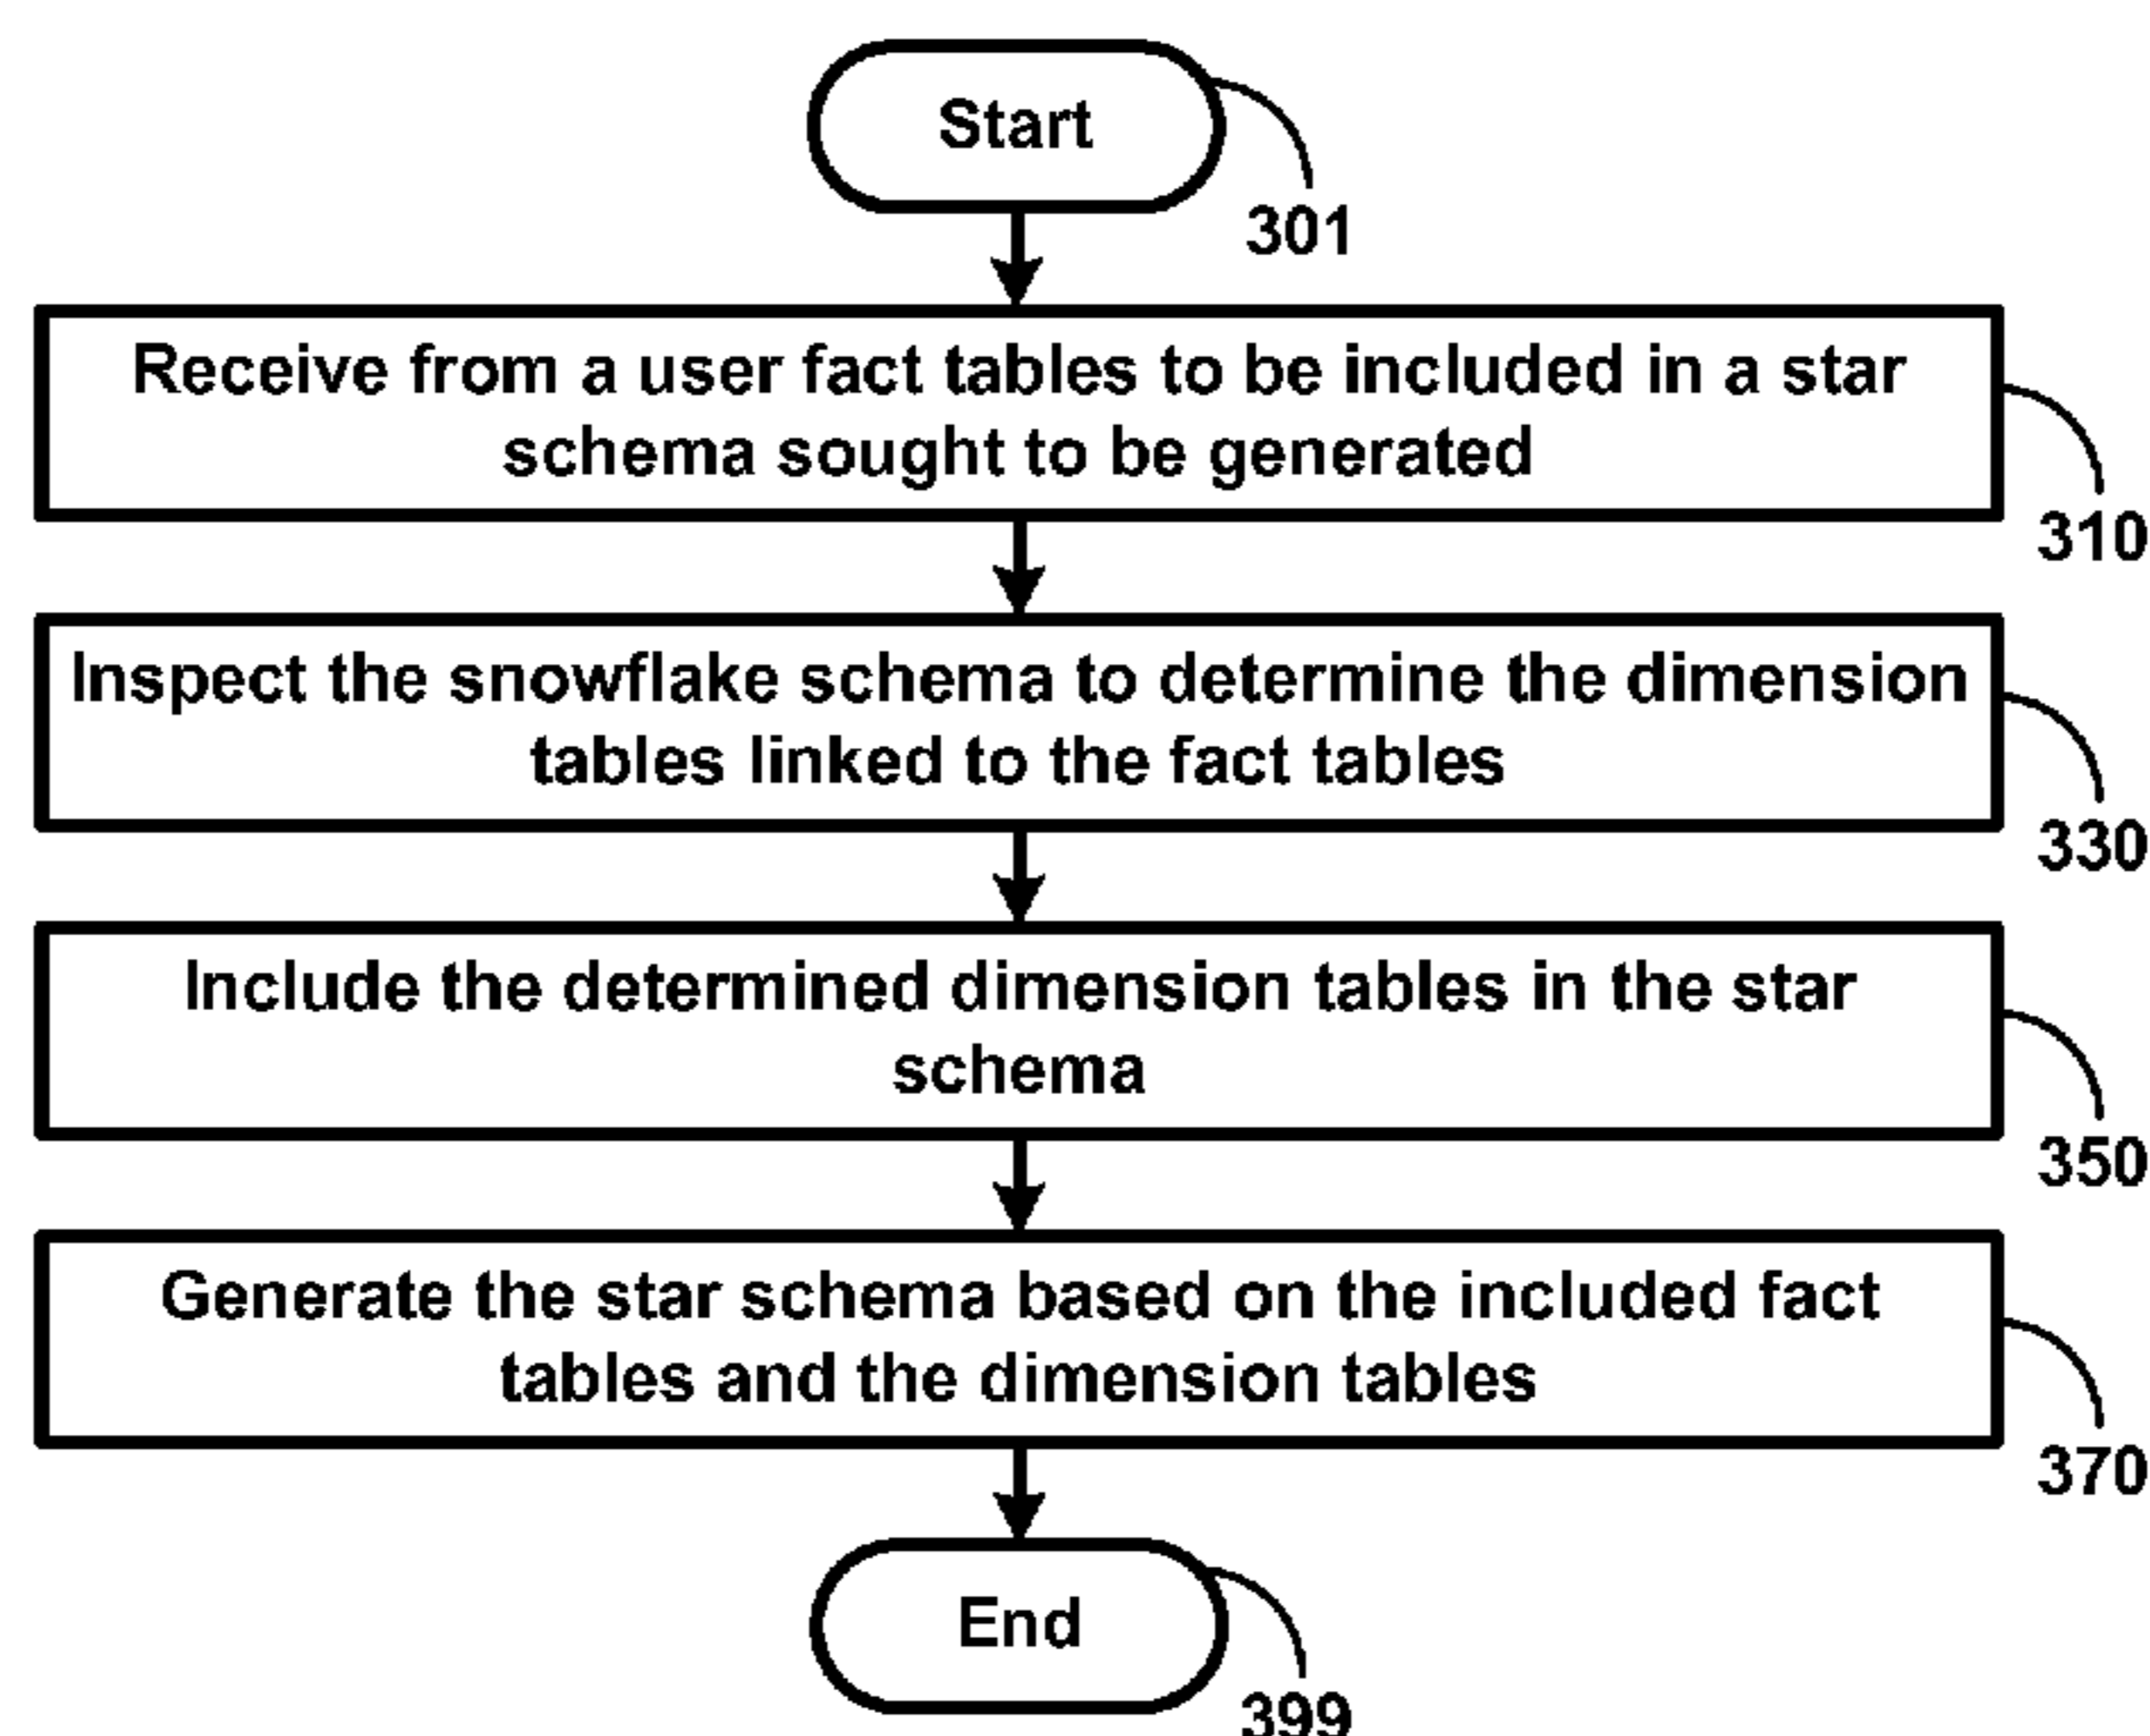 Start
301
Receive from a user fact tables to be included in a star
schema sought to be generated
310
Inspect the snowflake schema to determine the dimension
tables linked to the fact tables
330
Include the determined dimension tables in the star
schema
350
Generate the star schema based on the included fact
tables and the dimension tables
370
End
399